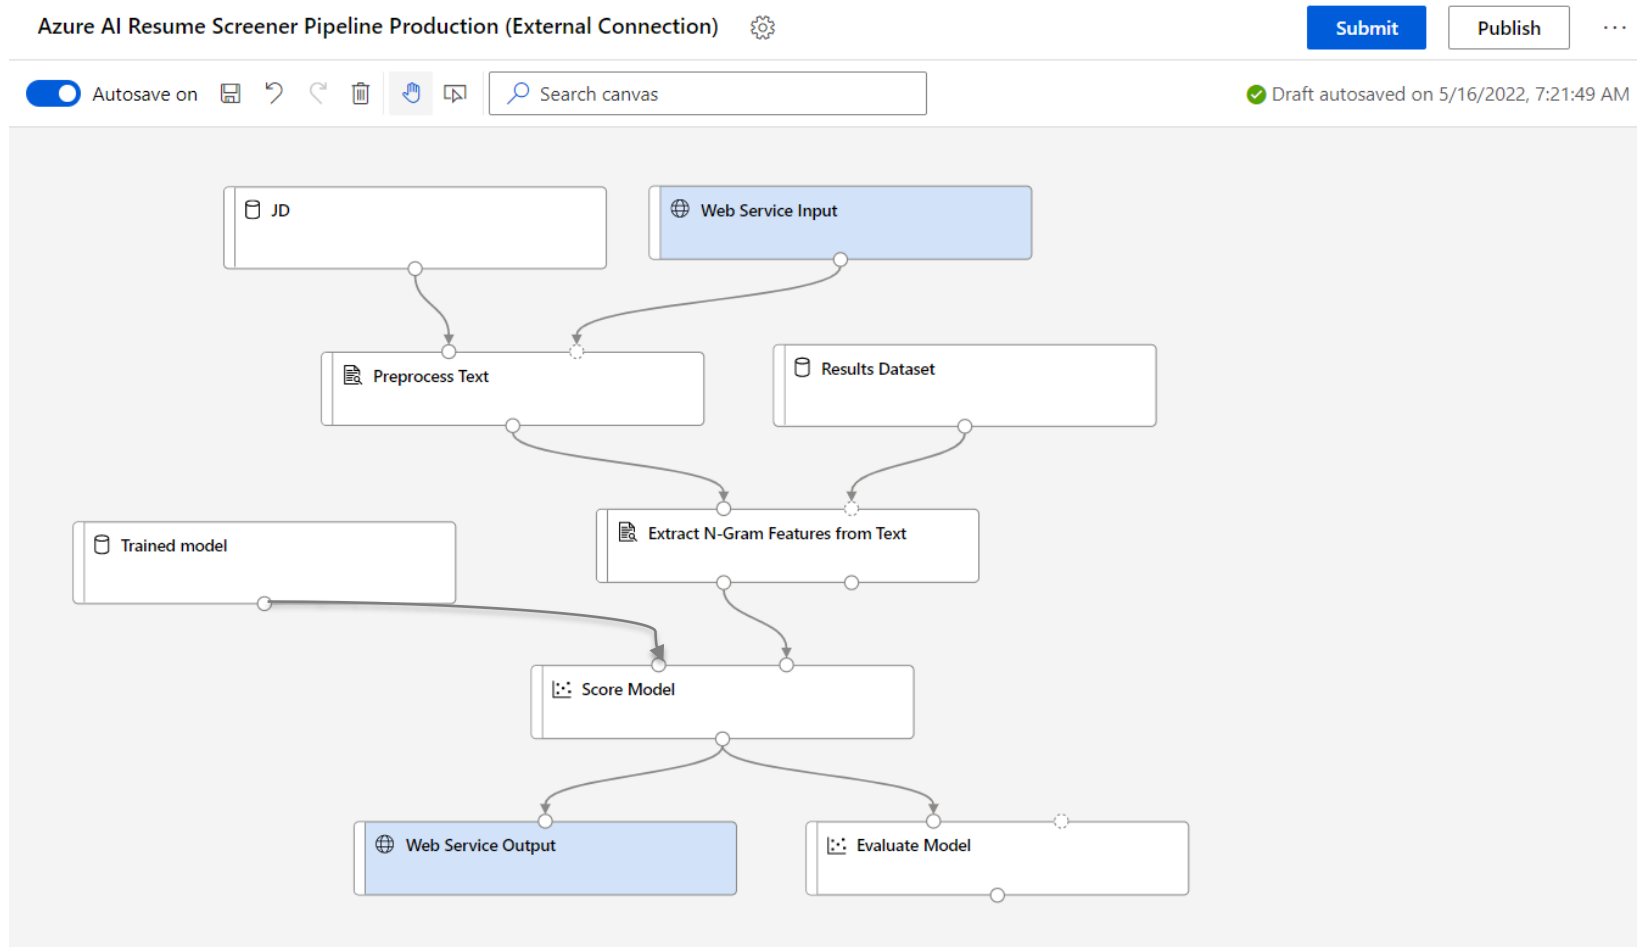 Azure AI Resume Screener Pipeline Production (External Connection)
Submit
Publish
Autosave on
Search canvas
Draft autosaved on 5/16/2022, 7:21:49 AM
JD
Web Service Input
Preprocess Text
Results Dataset
Extract N-Gram Features from Text
Trained model
Score Model
Web Service Output
Evaluate Model